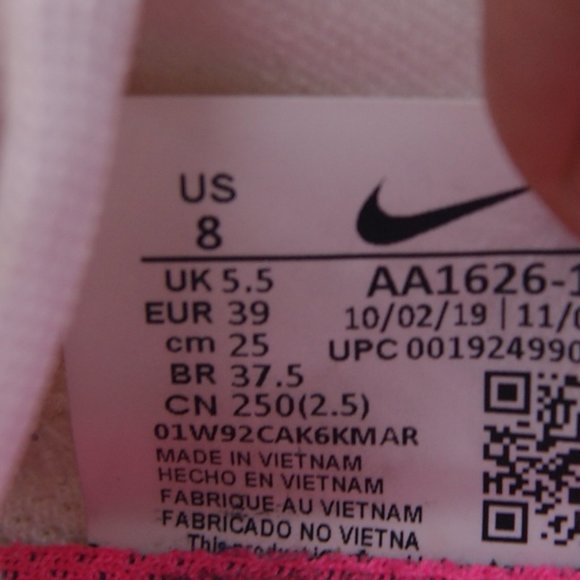 US
8
UK 5.5 AA1626-1
EUR 39 10/02/19 | 11/0
cm 25 UPC 001924990
BR 37.5
CN 250(2.5)
01W92CAK6KMAR
MADE IN VIETNAM
HECHO EN VIETNAM
FABRIQUE AU VIETNAM
FABRICADO NO VIETNA
This